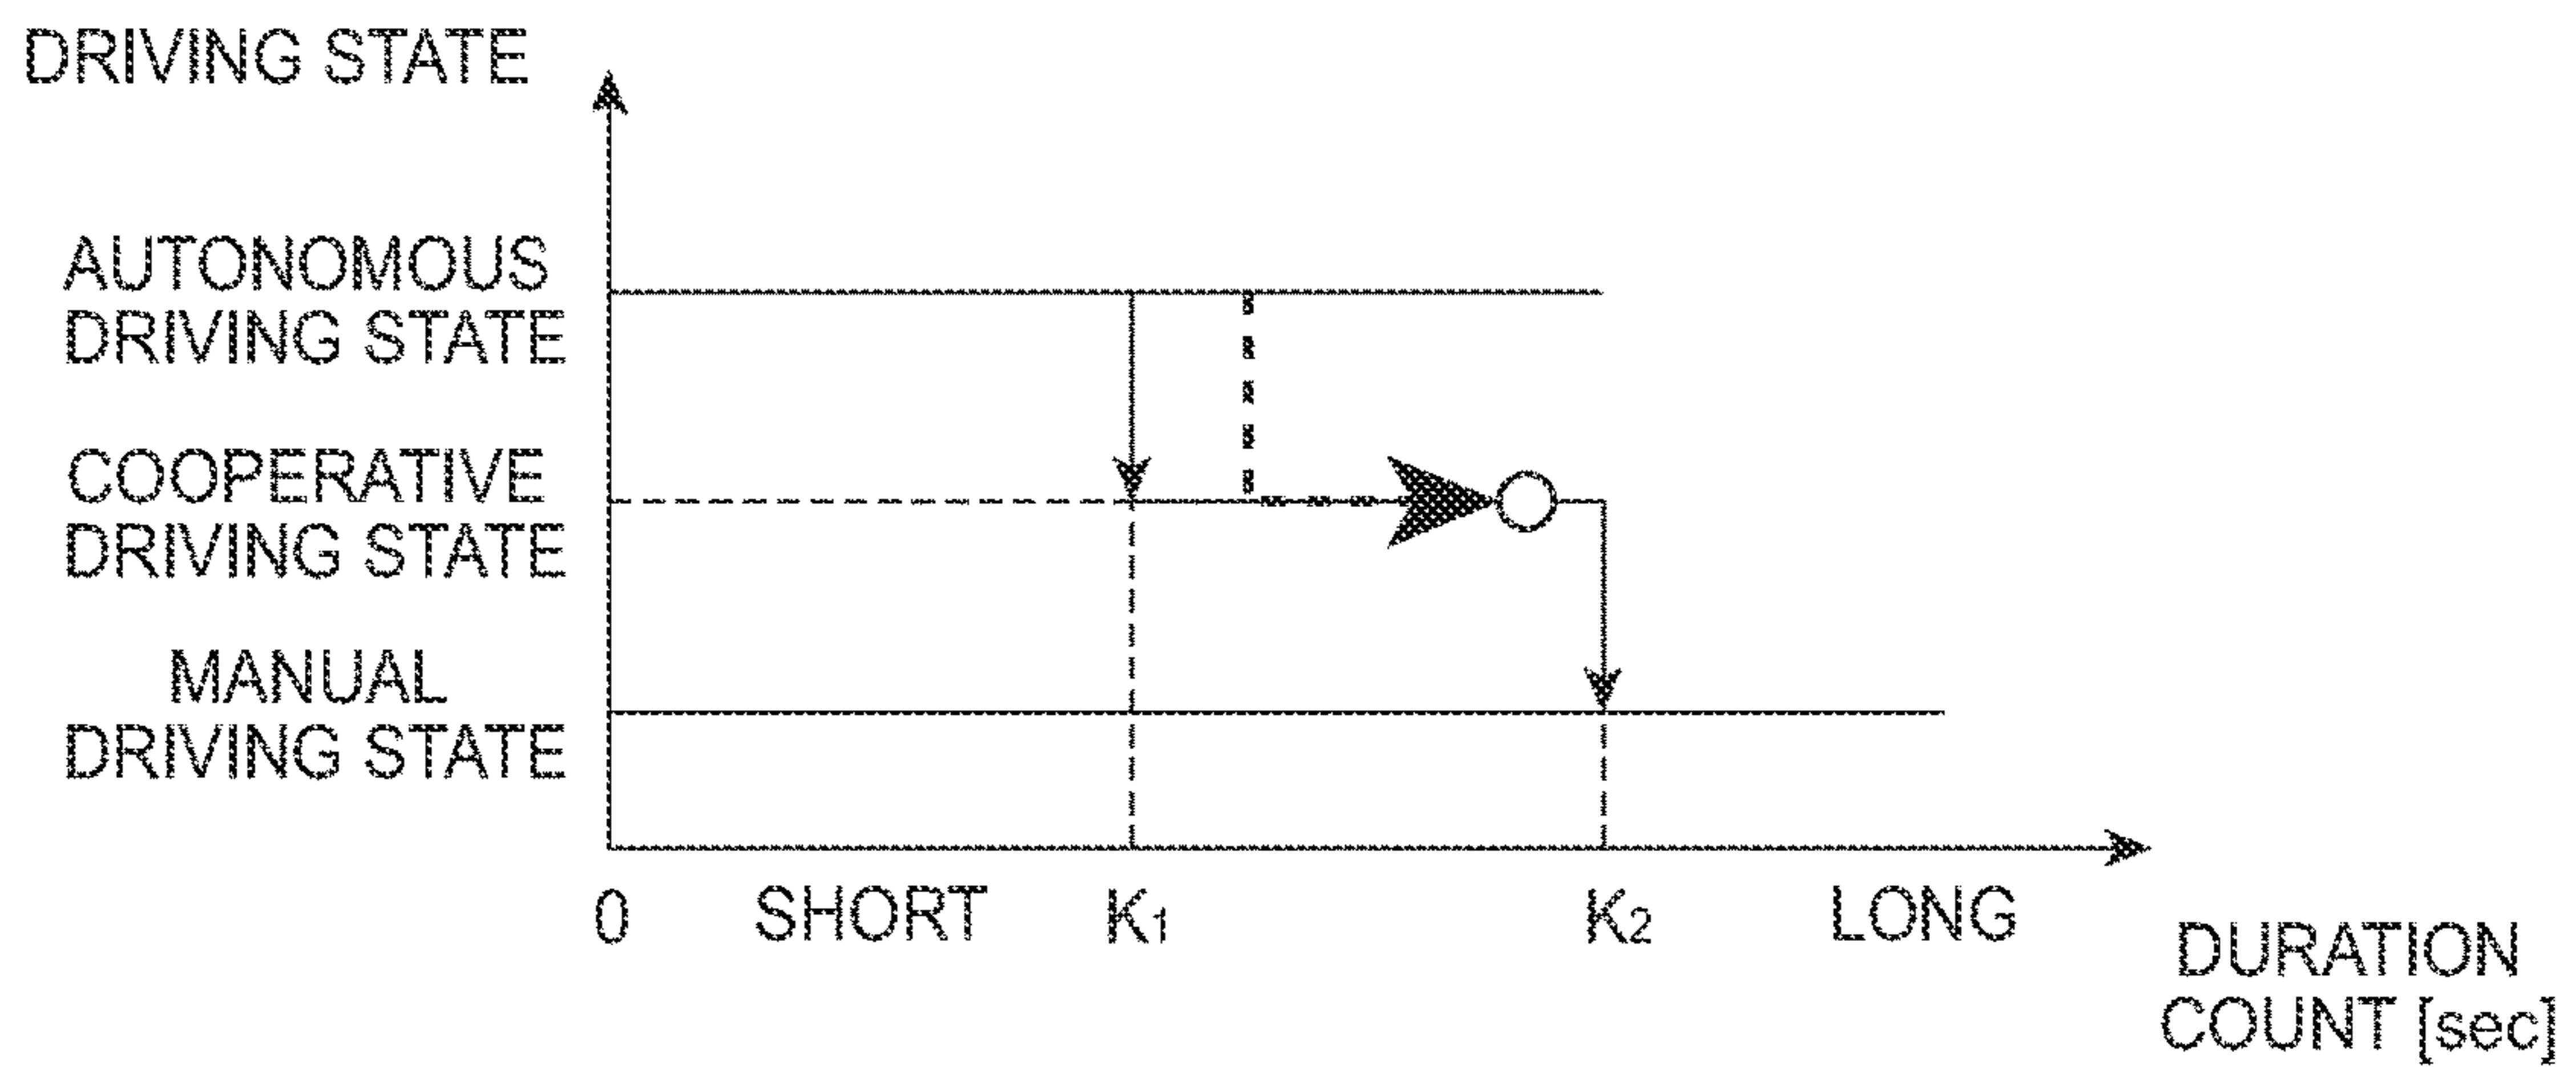 DRIVING STATE
AUTONOMOUS
DRIVING STATE
COOPERATIVE
DRIVING STATE
MANUAL
DRIVING STATE
0 SHORT K1 K2 LONG
DURATION
COUNT [sec]